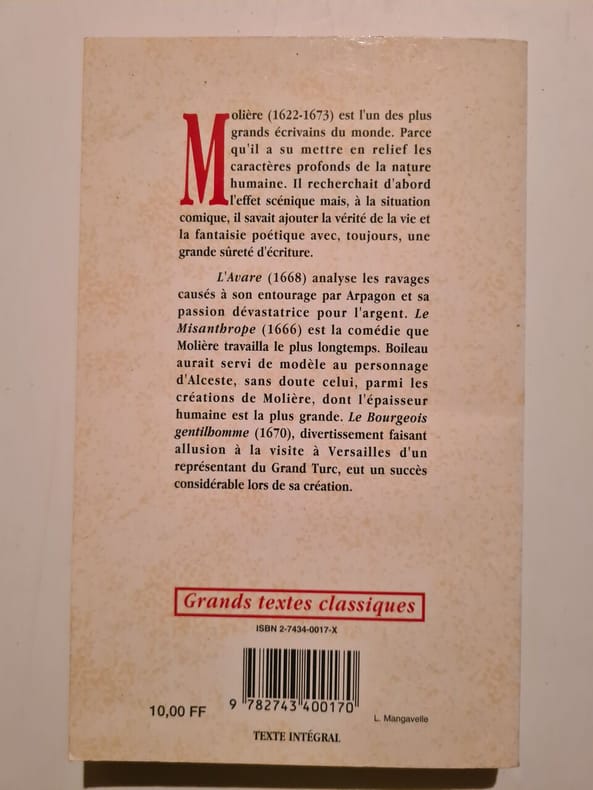 Molière (1622-1673) est l'un des plus
grands écrivains du monde. Parce
qu'il a su mettre en relief les
caractères profonds de la nature
humaine. Il recherchait d'abord
l'effet scénique mais, à la situation
comique, il savait ajouter la vérité de la vie et
la fantaisie poétique avec, toujours, une
grande sûreté d'écriture.
L'Avare (1668) analyse les ravages
causés à son entourage par Arpagon et sa
passion dévastatrice pour l'argent. Le
Misanthrope (1666) est la comédie que
Molière travailla le plus longtemps. Boileau
aurait servi de modèle au personnage
d'Alceste, sans doute celui, parmi les
créations de Molière, dont l'épaisseur
humaine est la plus grande. Le Bourgeois
gentilhomme (1670), divertissement faisant
allusion à la visite à Versailles d'un
représentant du Grand Turc, eut un succès
considérable lors de sa création.
Grands textes classiques
ISBN 2-7434-0017-X
10,00 FF
9 782743 400170
L. Mangavelle
TEXTE INTÉGRAL